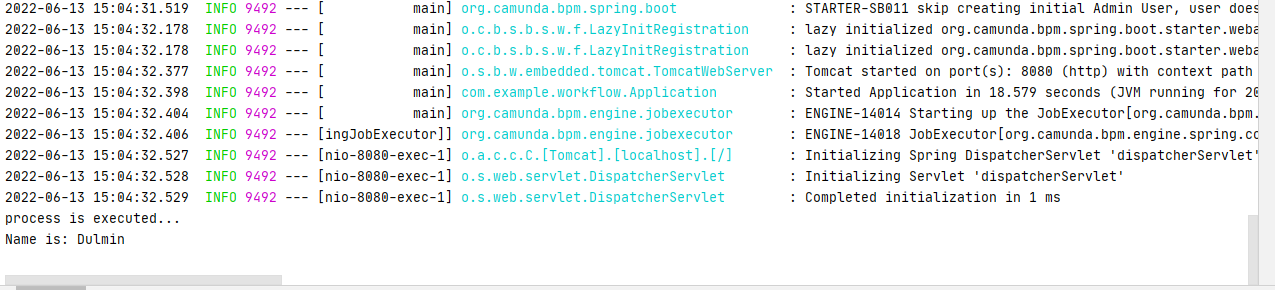 2022-06-13 15:04:31.519  INFO 9492 --- [           main] org.camunda.bpm.spring.boot              : STARTER-SB011 skip creating initial Admin User, user does
2022-06-13 15:04:32.178  INFO 9492 --- [           main] o.c.b.s.b.s.w.f.LazyInitRegistration     : lazy initialized org.camunda.bpm.spring.boot.starter.weba
2022-06-13 15:04:32.178  INFO 9492 --- [           main] o.c.b.s.b.s.w.f.LazyInitRegistration     : lazy initialized org.camunda.bpm.spring.boot.starter.weba
2022-06-13 15:04:32.377  INFO 9492 --- [           main] o.s.b.w.embedded.tomcat.TomcatWebServer  : Tomcat started on port(s): 8080 (http) with context path
2022-06-13 15:04:32.398  INFO 9492 --- [           main] com.example.workflow.Application         : Started Application in 18.579 seconds (JVM running for 20
2022-06-13 15:04:32.404  INFO 9492 --- [           main] org.camunda.bpm.engine.jobexecutor       : ENGINE-14014 Starting up the JobExecutor[org.camunda.bpm.
2022-06-13 15:04:32.406  INFO 9492 --- [ingJobExecutor]] org.camunda.bpm.engine.jobexecutor       : ENGINE-14018 JobExecutor[org.camunda.bpm.engine.spring.co
2022-06-13 15:04:32.527  INFO 9492 --- [nio-8080-exec-1] o.a.c.c.C.[Tomcat].[localhost].[/]       : Initializing Spring DispatcherServlet 'dispatcherServlet'
2022-06-13 15:04:32.528  INFO 9492 --- [nio-8080-exec-1] o.s.web.servlet.DispatcherServlet        : Initializing Servlet 'dispatcherServlet'
2022-06-13 15:04:32.529  INFO 9492 --- [nio-8080-exec-1] o.s.web.servlet.DispatcherServlet        : Completed initialization in 1 ms
process is executed...
Name is: Dulmin